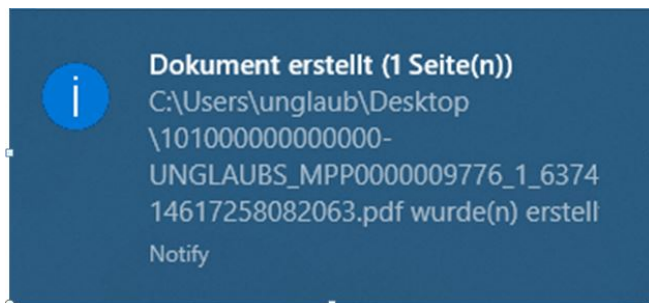 Dokument erstellt (1 Seite(n))
C:\Users\unglaub\Desktop
\101000000000000-
UNGLAUBS_MPP0000009776_1_6374
14617258082063.pdf wurde(n) erstell
Notify